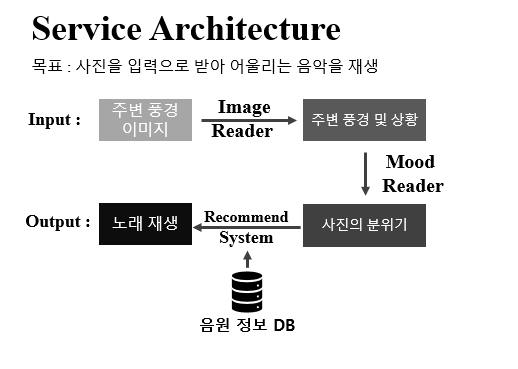 Service Architecture
목표 : 사진을 입력으로 받아 어울리는 음악을 재생
Input :
주변 풍경
이미지
Image
Reader
주변 풍경 및 상황
Mood
Reader
Output :
노래 재생
Recommend
System
사진의 분위기
음원 정보 DB